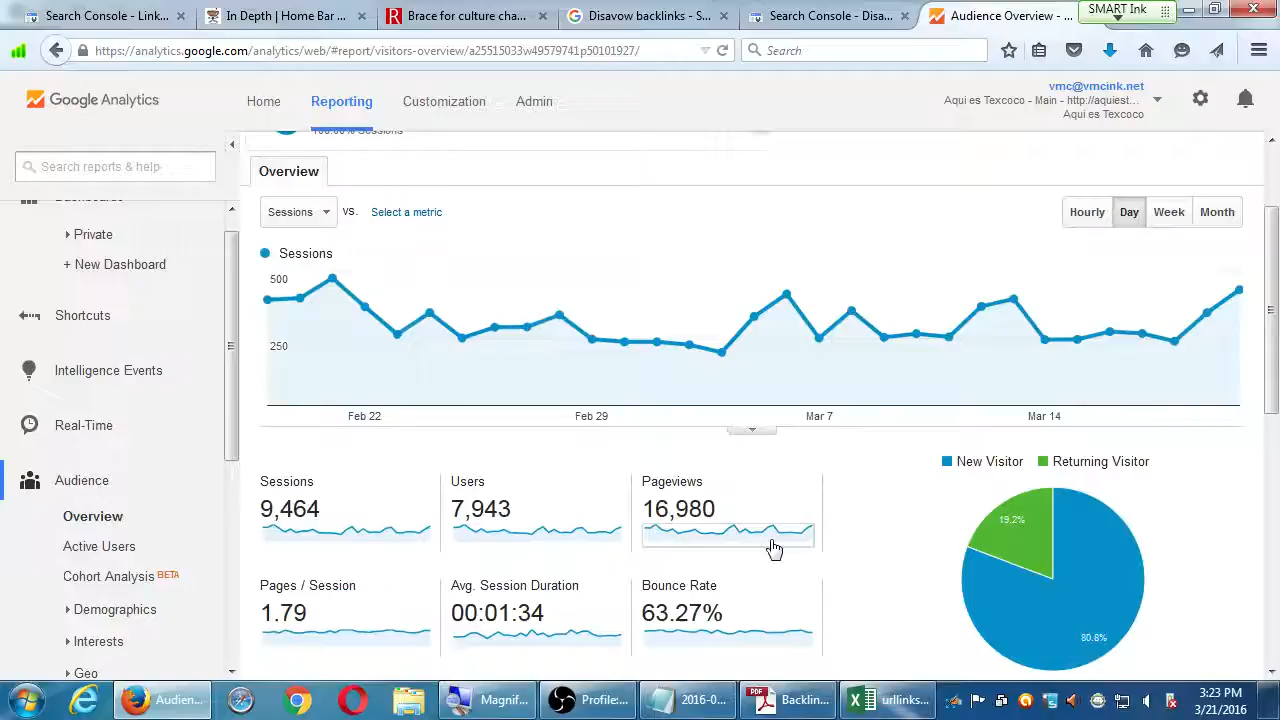 Search Console - Link...
In Depth | Home Bar ...
Brace for culture cha...
Disavow backlinks - S...
Search Console - Disa...
Audience Overview - ...
SMART Ink
https://analytics.google.com/analytics/web/#report/visitors-overview/a25515033w49579741p50101927/
Search
Google Analytics
Home
Reporting
Customization
Admin
vmc@vmcink.net
Aqui es Texcoco - Main - http://aquiest...
Aqui es Texcoco
Search reports & help
100.00% Sessions
Overview
Dashboards
Private
+ New Dashboard
Shortcuts
Intelligence Events
Real-Time
Audience
Overview
Active Users
Cohort Analysis BETA
Demographics
Interests
Geo
Sessions VS. Select a metric
Hourly Day Week Month
Sessions
500
250
Feb 22 Feb 29 Mar 7 Mar 14
New Visitor Returning Visitor
Sessions Users Pageviews
9,464 7,943 16,980
19.2%
Pages / Session Avg. Session Duration Bounce Rate
1.79 00:01:34 63.27%
80.8%
Audien... Magnif... Profile:... 2016-0... PDF Backlin... urllinks...
3:23 PM
3/21/2016